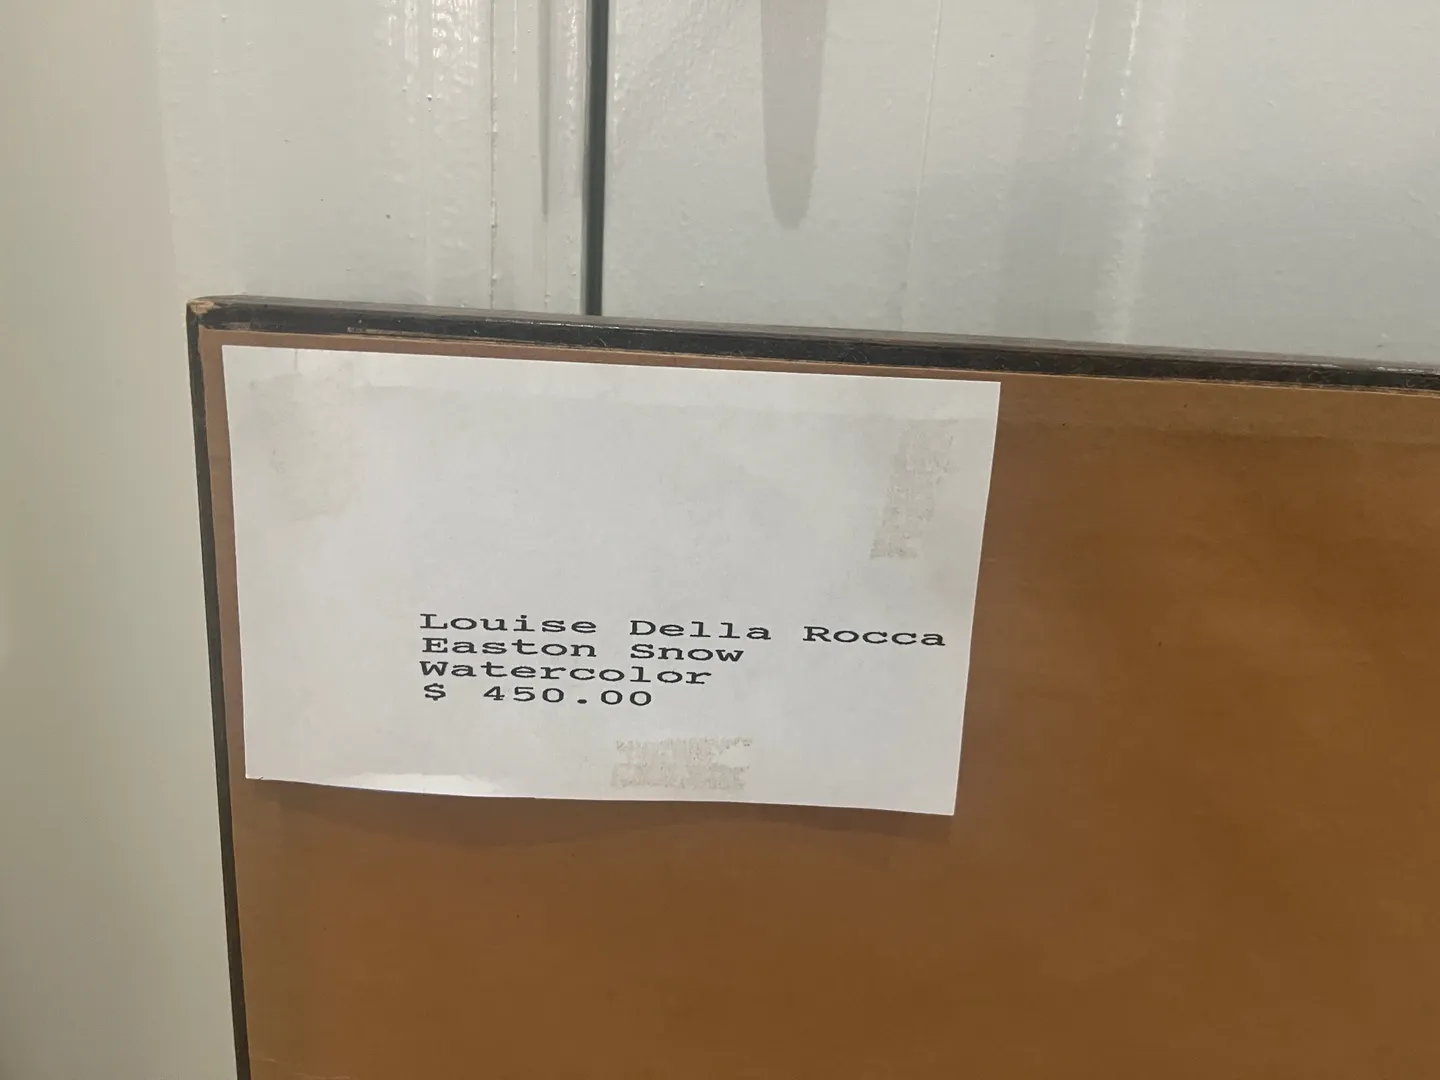 Louise Della Rocca
Easton Snow
Watercolor
$ 450.00